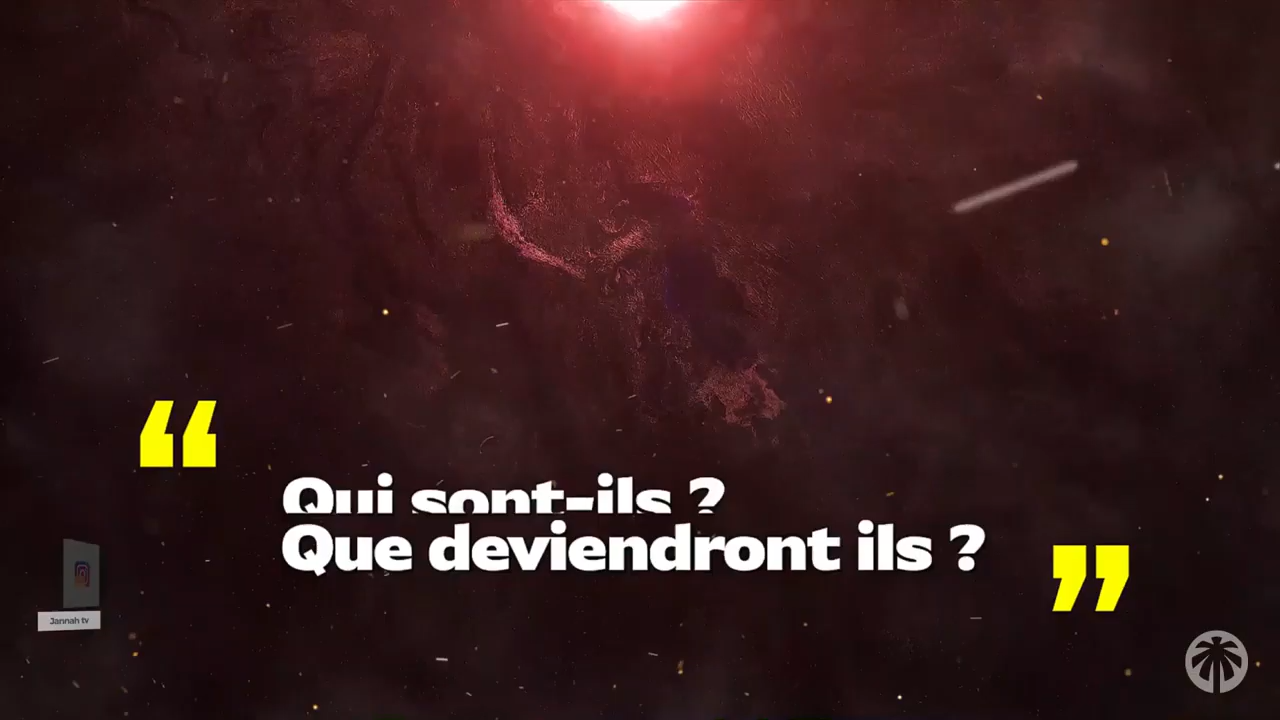 “
Qui sont-ils ?
Que deviendront ils ?
”
Jannah tv